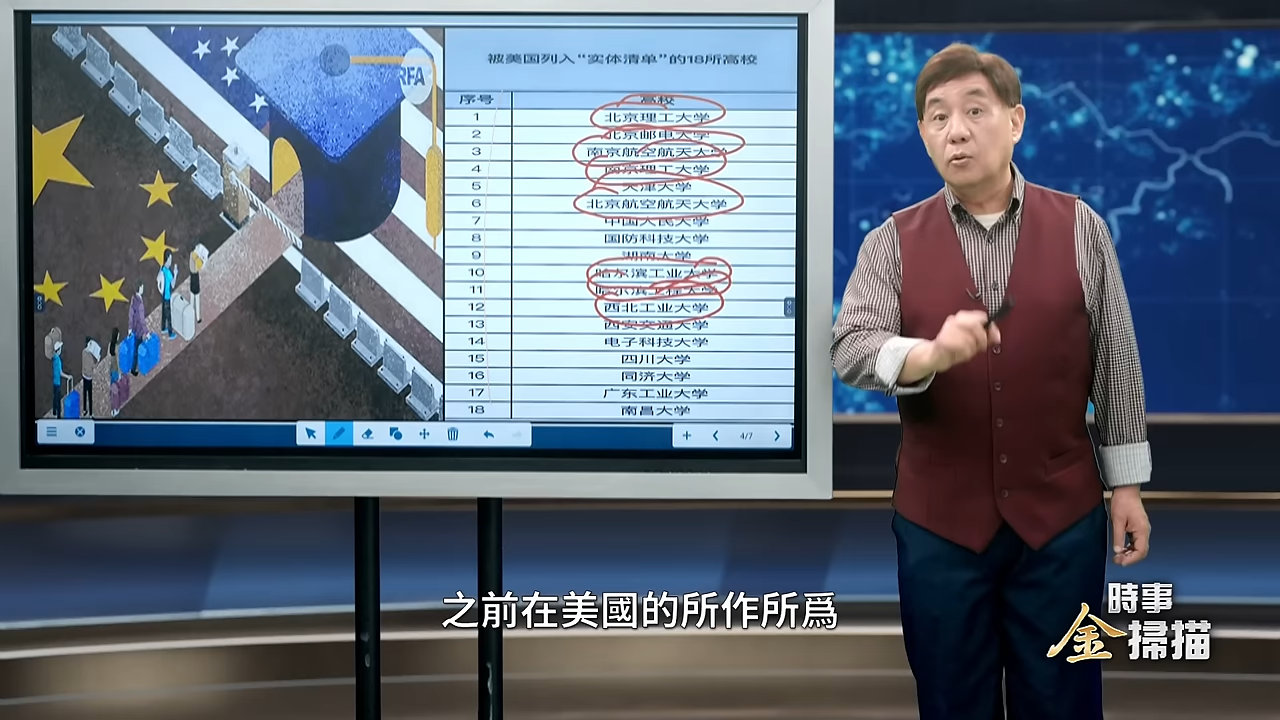 RFA
被美国列入“实体清单”的18所高校
序号 高校
1 北京理工大学
2 北京邮电大学
3 南京航空航天大学
4 南京理工大学
5 天津大学
6 北京航空航天大学
7 中国人民大学
8 国防科技大学
9 湖南大学
10 哈尔滨工业大学
11 哈尔滨工程大学
12 西北工业大学
13 西安交通大学
14 电子科技大学
15 四川大学
16 同济大学
17 广东工业大学
18 南昌大学
4/7
之前在美國的所作所爲
時事
金掃描